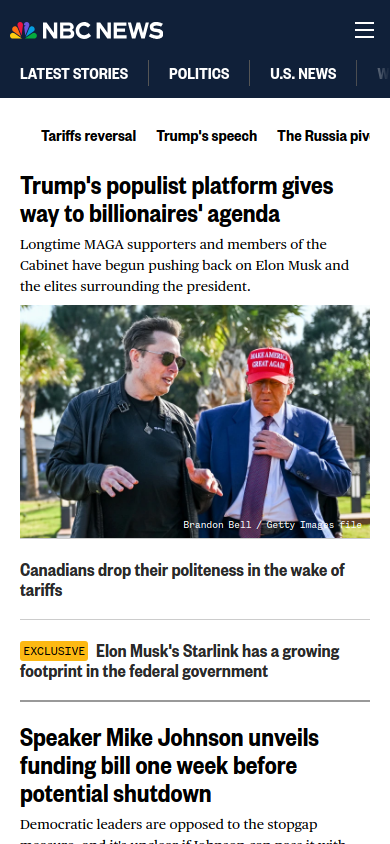 NBC NEWS
LATEST STORIES
POLITICS
U.S. NEWS
Tariffs reversal
Trump's speech
The Russia piv
Trump's populist platform gives
way to billionaires' agenda
Longtime MAGA supporters and members of the
Cabinet have begun pushing back on Elon Musk and
the elites surrounding the president.
MAKE AMERICA
GREAT AGAIN
Brandon Bell / Getty Images file
Canadians drop their politeness in the wake of
tariffs
EXCLUSIVE Elon Musk's Starlink has a growing
footprint in the federal government
Speaker Mike Johnson unveils
funding bill one week before
potential shutdown
Democratic leaders are opposed to the stopgap